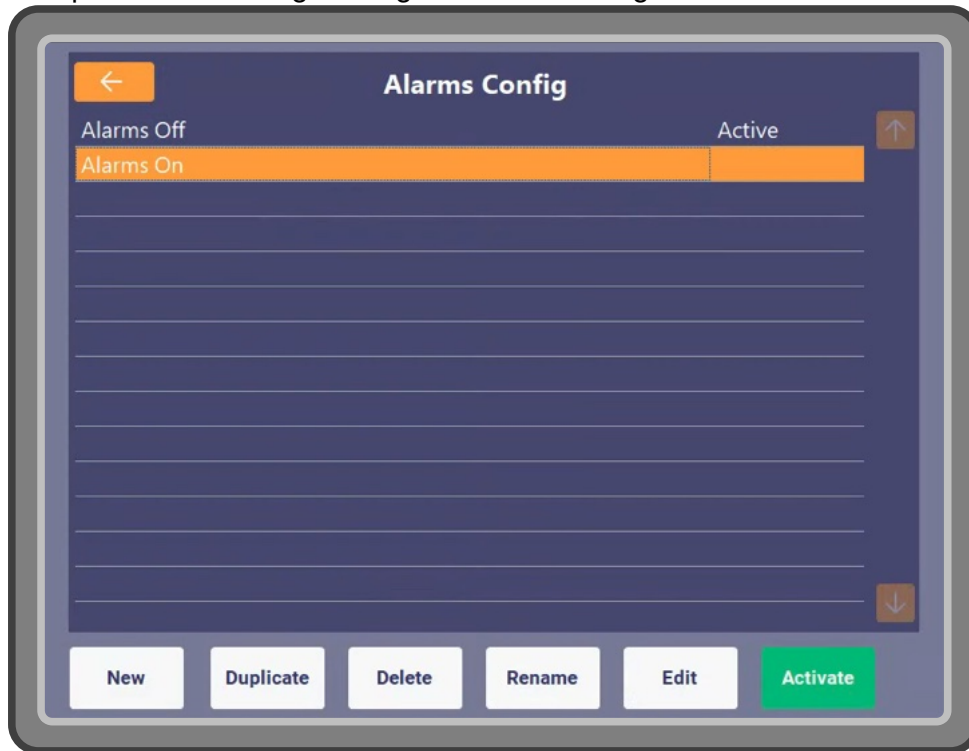 Alarms Config
Alarms Off Active
Alarms On
New Duplicate Delete Rename Edit Activate